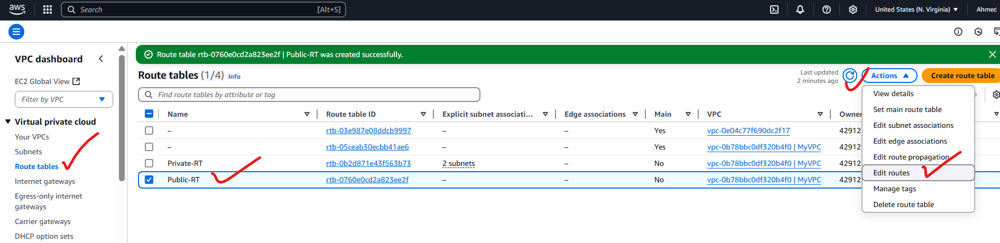 aws Search [Alt+S] United States (N. Virginia) ▼ Ahmed
VPC dashboard
EC2 Global View
Filter by VPC ▼
▼ Virtual private cloud
Your VPCs
Subnets
Route tables
Internet gateways
Egress-only internet
gateways
Carrier gateways
DHCP option sets
Route table rtb-0760e0cd2a823ee2f | Public-RT was created successfully.
Route tables (1/4) Info
Last updated
2 minutes ago
Actions ▲
Create route table
Find route tables by attribute or tag
Name Route table ID Explicit subnet associati... Edge associations Main VPC Owner
– rtb-03e987e08ddcb9997 – – Yes vpc-0e04c77f690dc2f17 42912
– rtb-05ceab30ecbb41ae6 – – Yes vpc-0b78bbc0df320b4f0 | MyVPC 42912
Private-RT rtb-0b2d871e43f563b73 2 subnets – No vpc-0b78bbc0df320b4f0 | MyVPC 42912
Public-RT rtb-0760e0cd2a823ee2f – – No vpc-0b78bbc0df320b4f0 | MyVPC 42912
View details
Set main route table
Edit subnet associations
Edit edge associations
Edit route propagation
Edit routes
Manage tags
Delete route table